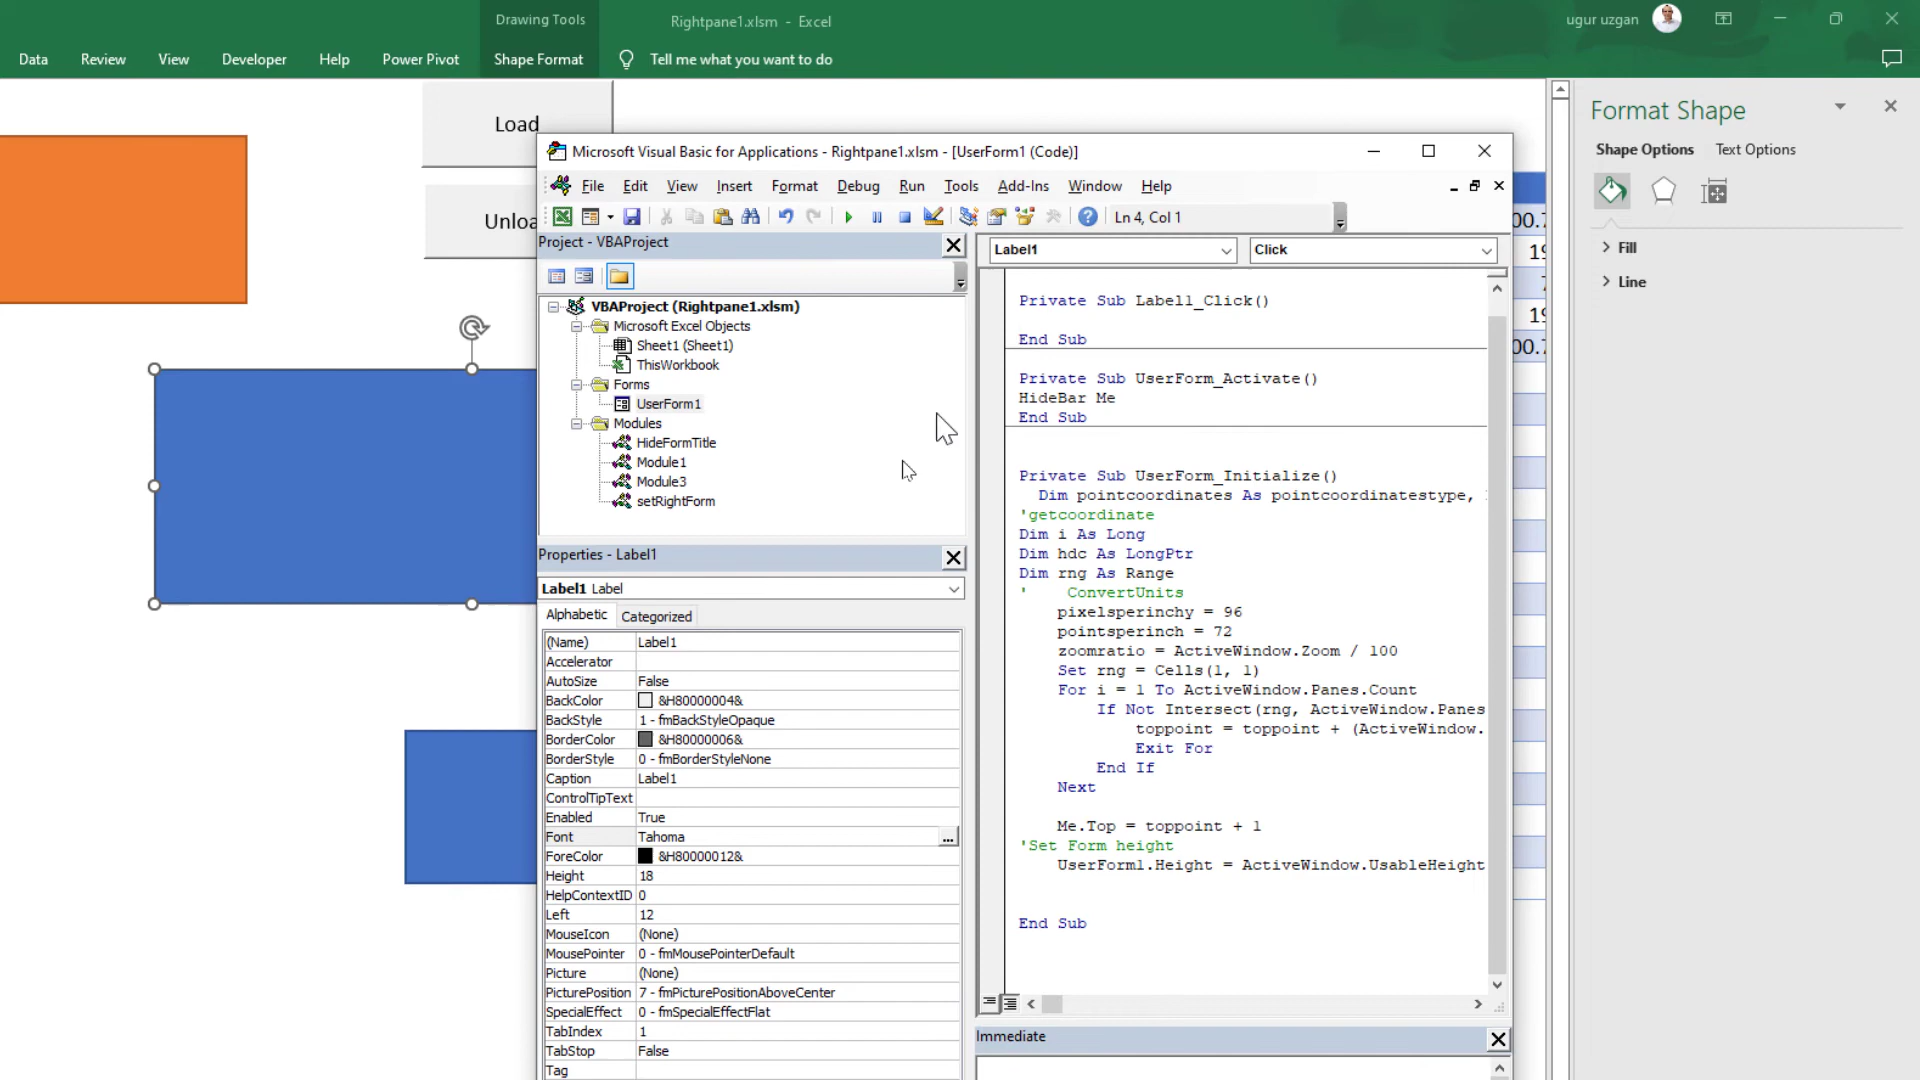 Drawing Tools
Rightpane1.xlsm - Excel
ugur uzgan
Data Review View Developer Help Power Pivot Shape Format Tell me what you want to do
Load
Microsoft Visual Basic for Applications - Rightpane1.xlsm - [UserForm1 (Code)]
File Edit View Insert Format Debug Run Tools Add-Ins Window Help
Ln 4, Col 1
Project - VBAProject
VBAProject (Rightpane1.xlsm)
Microsoft Excel Objects
Sheet1 (Sheet1)
ThisWorkbook
Forms
UserForm1
Modules
HideFormTitle
Module1
Module3
setRightForm
Properties - Label1
Label1 Label
Alphabetic Categorized
(Name) Label1
Accelerator
AutoSize False
BackColor &H80000004&
BackStyle 1 - fmBackStyleOpaque
BorderColor &H80000006&
BorderStyle 0 - fmBorderStyleNone
Caption Label1
ControlTipText
Enabled True
Font Tahoma ...
ForeColor &H80000012&
Height 18
HelpContextID 0
Left 12
MouseIcon (None)
MousePointer 0 - fmMousePointerDefault
Picture (None)
PicturePosition 7 - fmPicturePositionAboveCenter
SpecialEffect 0 - fmSpecialEffectFlat
TabIndex 1
TabStop False
Tag
Label1 Click
Private Sub Label1_Click()
End Sub
Private Sub UserForm_Activate()
HideBar Me
End Sub
Private Sub UserForm_Initialize()
Dim pointcoordinates As pointcoordinatestype,
'getcoordinate
Dim i As Long
Dim hdc As LongPtr
Dim rng As Range
' ConvertUnits
pixelsperinchy = 96
pointsperinch = 72
zoomratio = ActiveWindow.Zoom / 100
Set rng = Cells(1, 1)
For i = 1 To ActiveWindow.Panes.Count
If Not Intersect(rng, ActiveWindow.Panes
toppoint = toppoint + (ActiveWindow.
Exit For
End If
Next
Me.Top = toppoint + 1
'Set Form height
UserForm1.Height = ActiveWindow.UsableHeight
End Sub
Immediate
Format Shape
Shape Options Text Options
Fill
Line